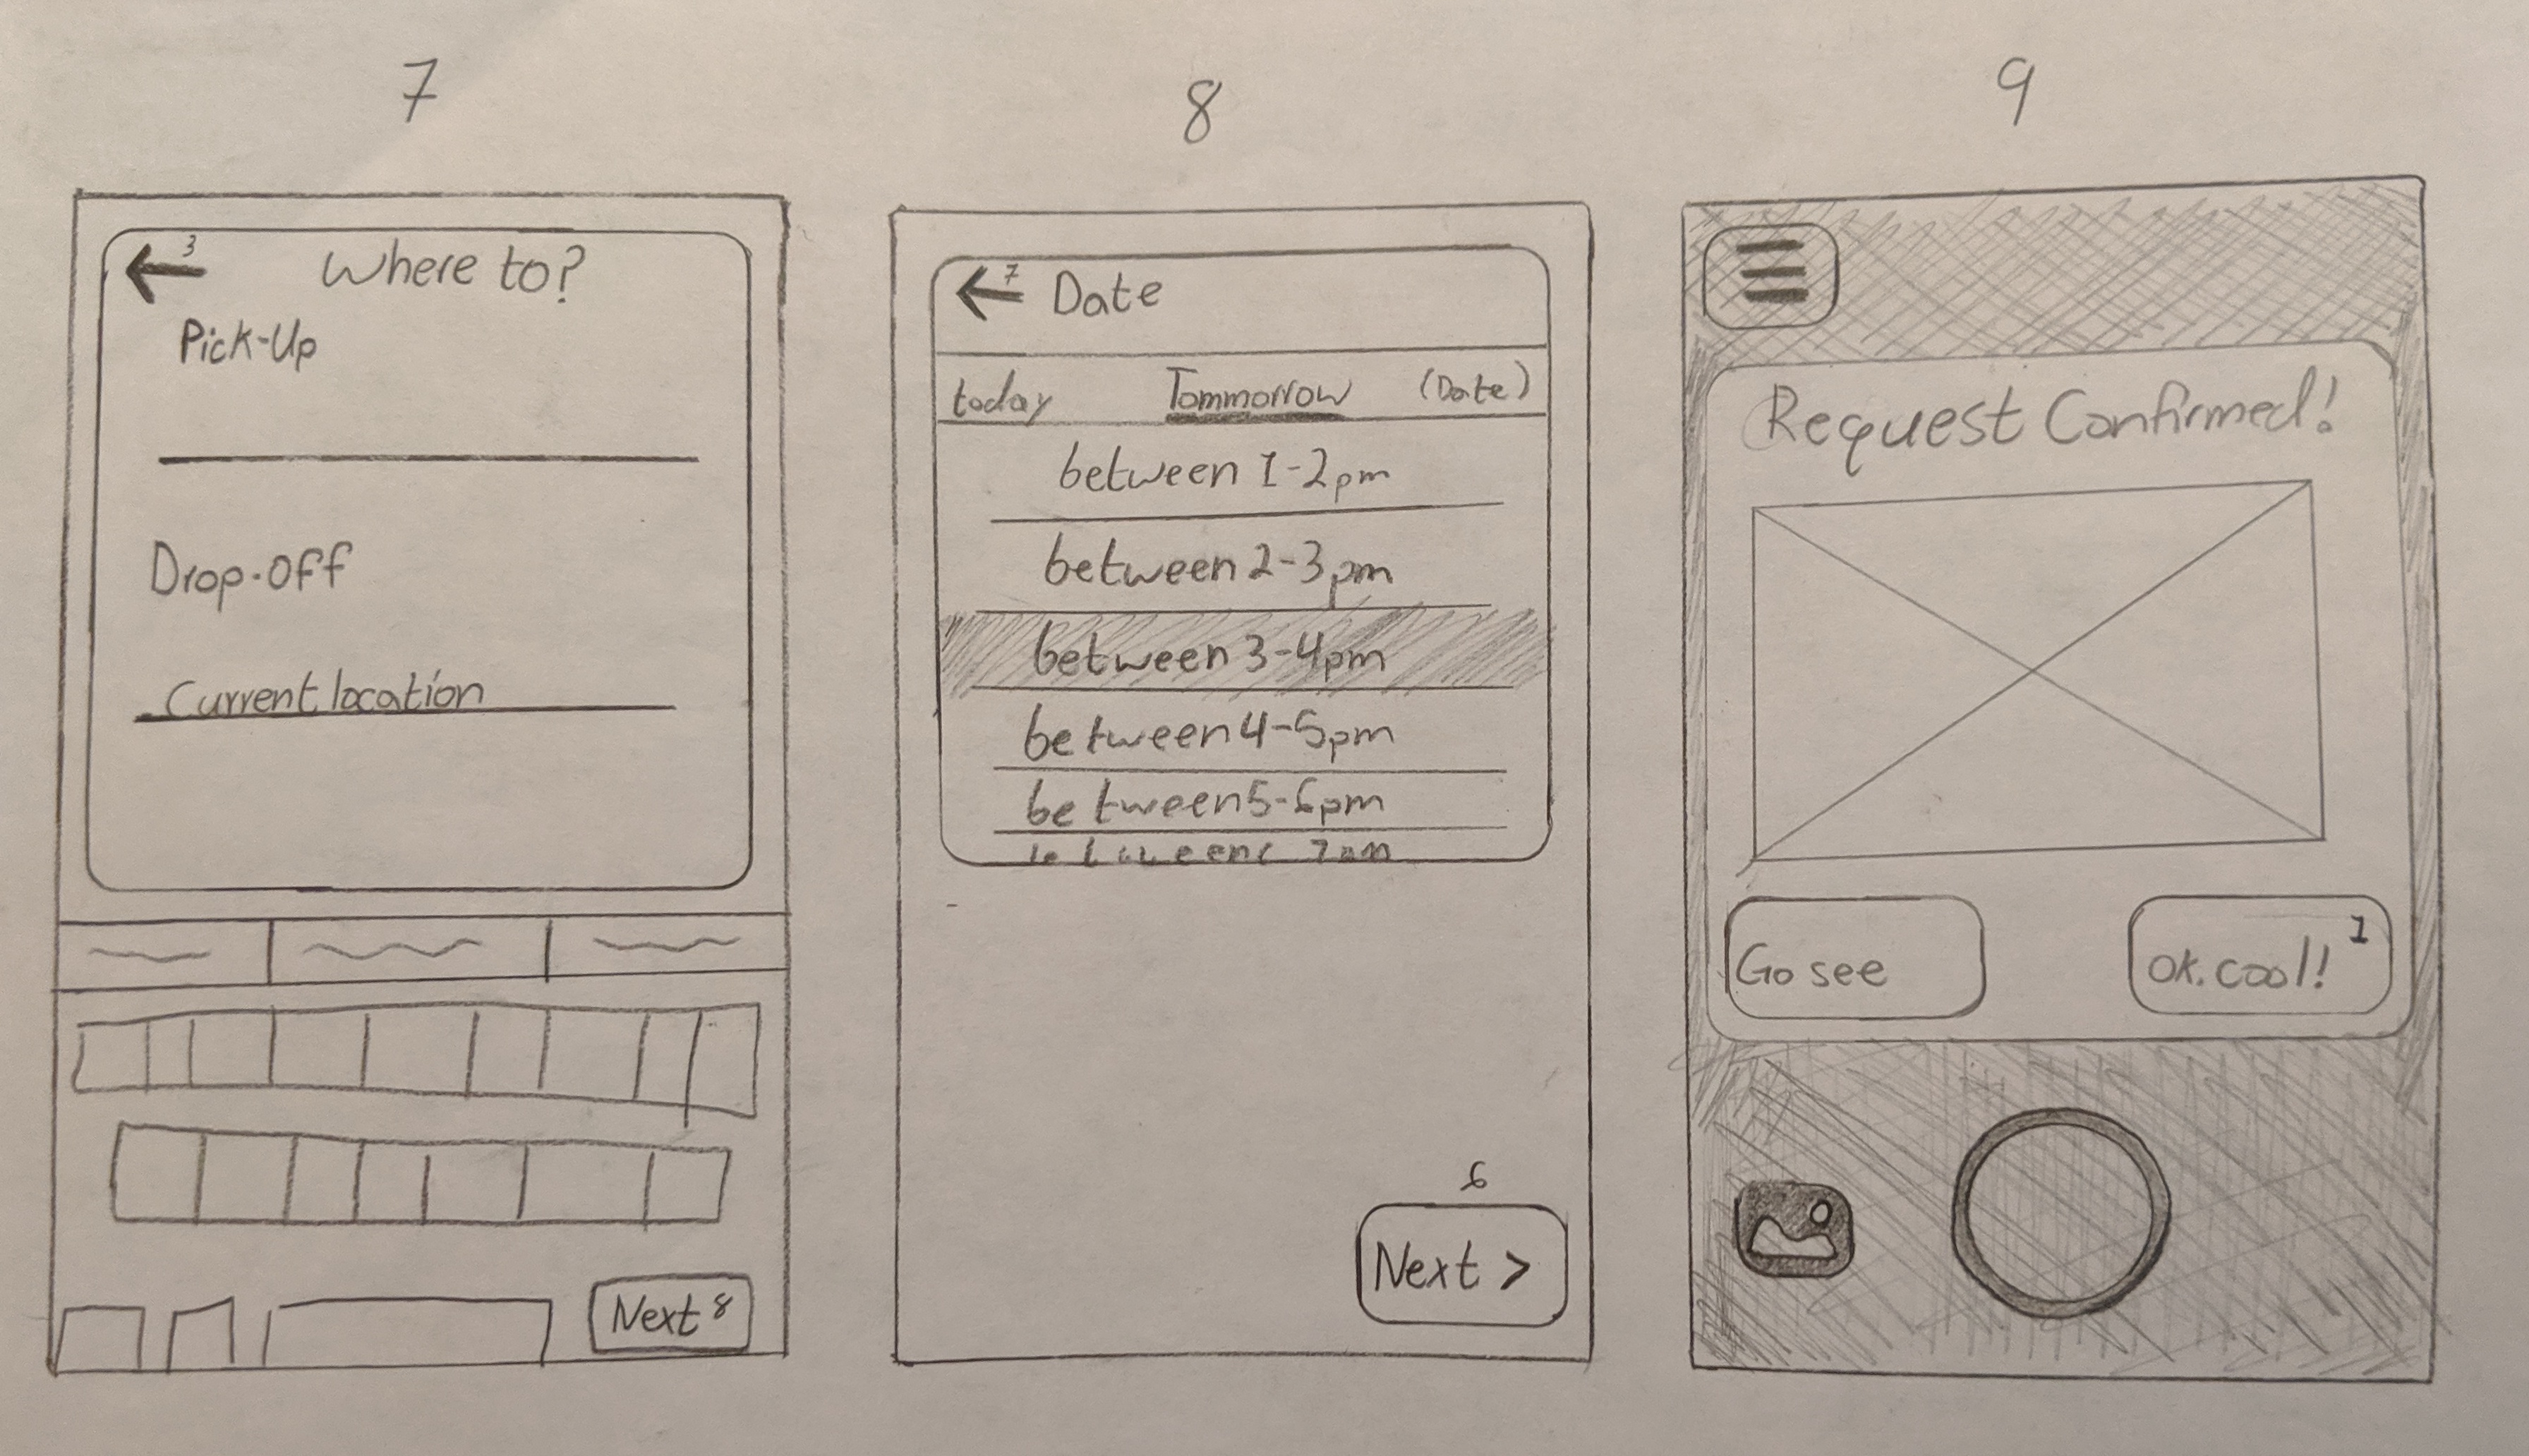 7
3
Where to?
Pick-Up
Drop-off
Current location
Next 8
8
7
Date
today Tommorrow (Date)
between 1-2pm
between 2-3pm
between 3-4pm
between 4-5pm
between 5-6pm
6
Next >
9
Request Confirmed!
Go see
OK. cool! 1